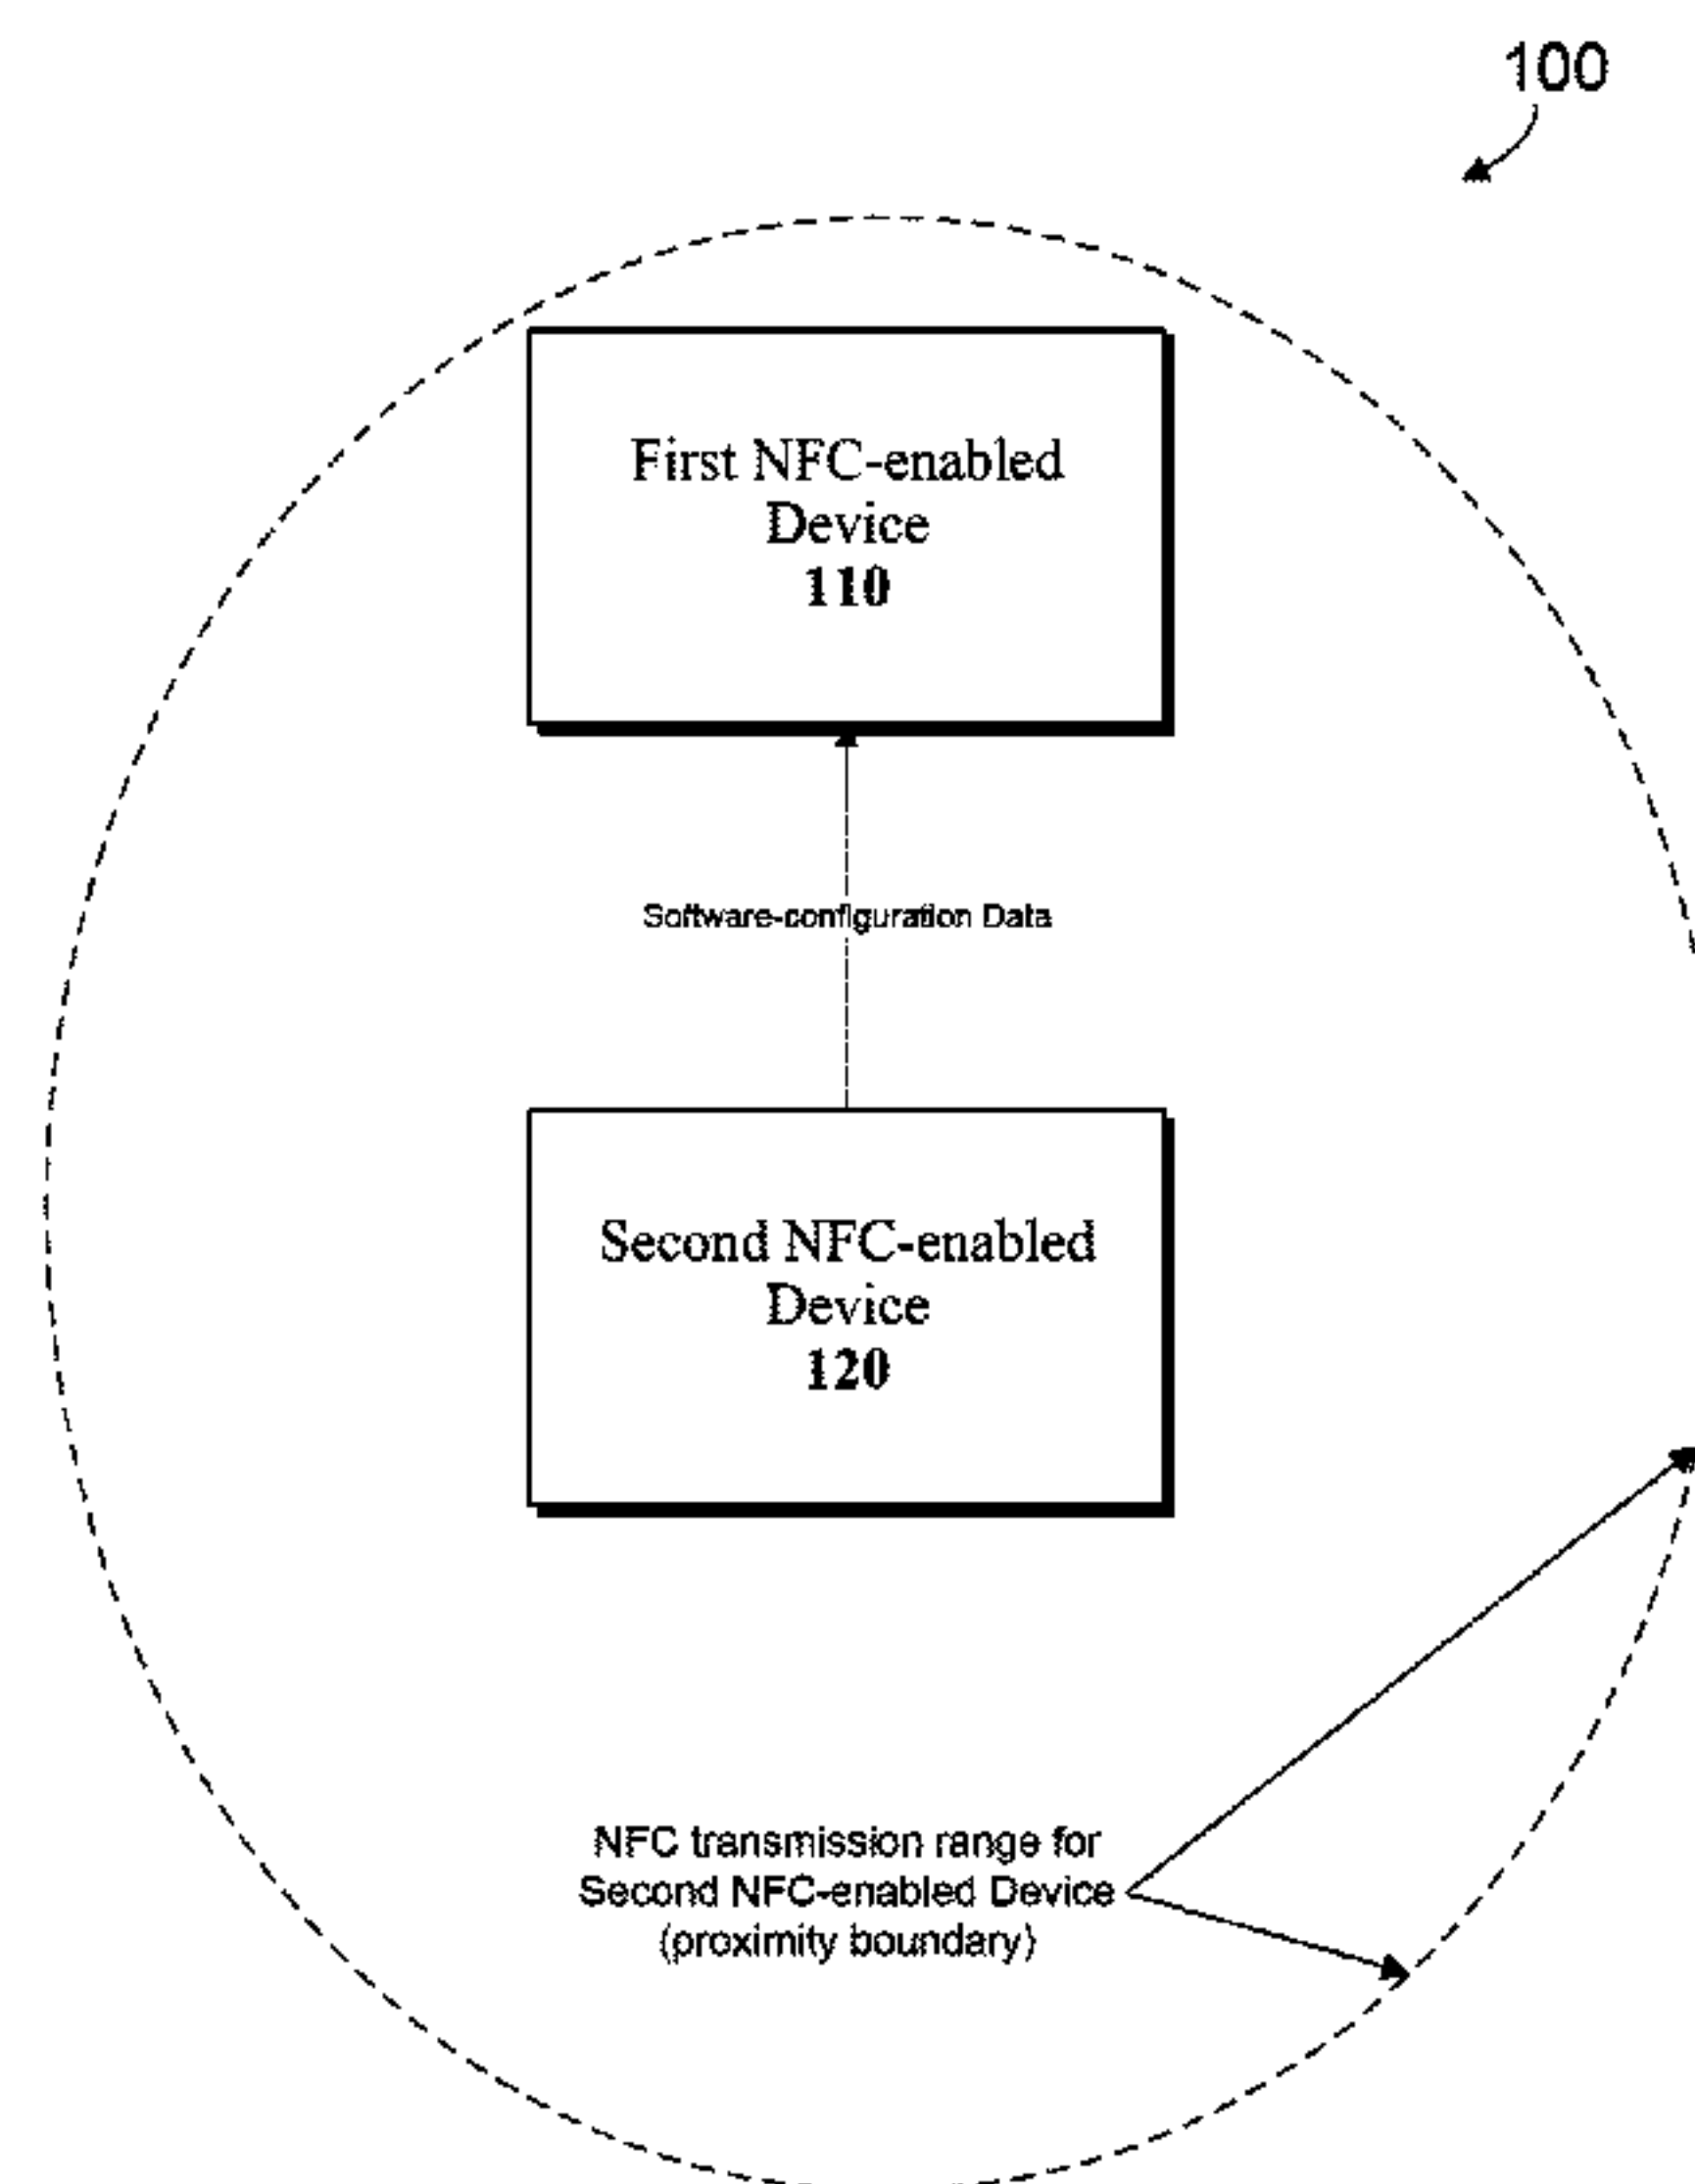 100
First NFC-enabled
Device
110
Software-configuration Data
Second NFC-enabled
Device
120
NFC transmission range for
Second NFC-enabled Device
(proximity boundary)